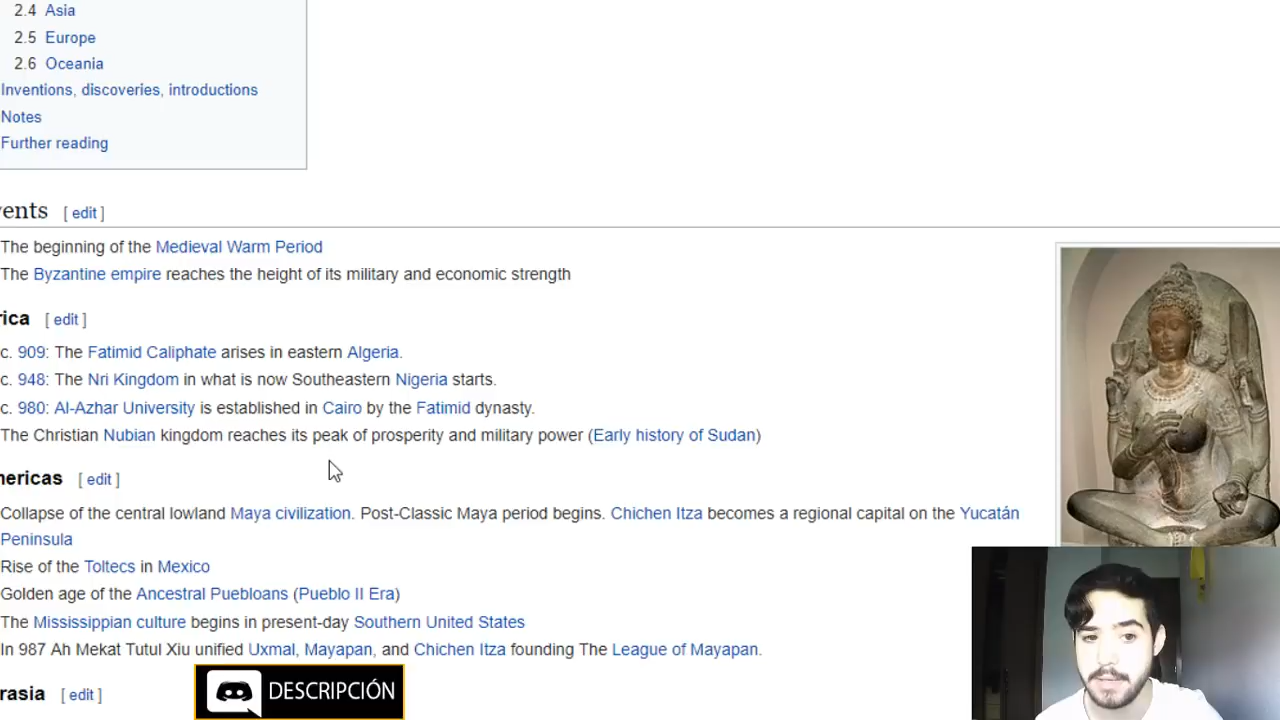 2.4 Asia
2.5 Europe
2.6 Oceania
Inventions, discoveries, introductions
Notes
Further reading
ents [ edit ]
The beginning of the Medieval Warm Period
The Byzantine empire reaches the height of its military and economic strength
rica [ edit ]
c. 909: The Fatimid Caliphate arises in eastern Algeria.
c. 948: The Nri Kingdom in what is now Southeastern Nigeria starts.
c. 980: Al-Azhar University is established in Cairo by the Fatimid dynasty.
The Christian Nubian kingdom reaches its peak of prosperity and military power (Early history of Sudan)
ericas [ edit ]
Collapse of the central lowland Maya civilization. Post-Classic Maya period begins. Chichen Itza becomes a regional capital on the Yucatán
Peninsula
Rise of the Toltecs in Mexico
Golden age of the Ancestral Puebloans (Pueblo II Era)
The Mississippian culture begins in present-day Southern United States
In 987 Ah Mekat Tutul Xiu unified Uxmal, Mayapan, and Chichen Itza founding The League of Mayapan.
rasia [ edit ]
DESCRIPCIÓN